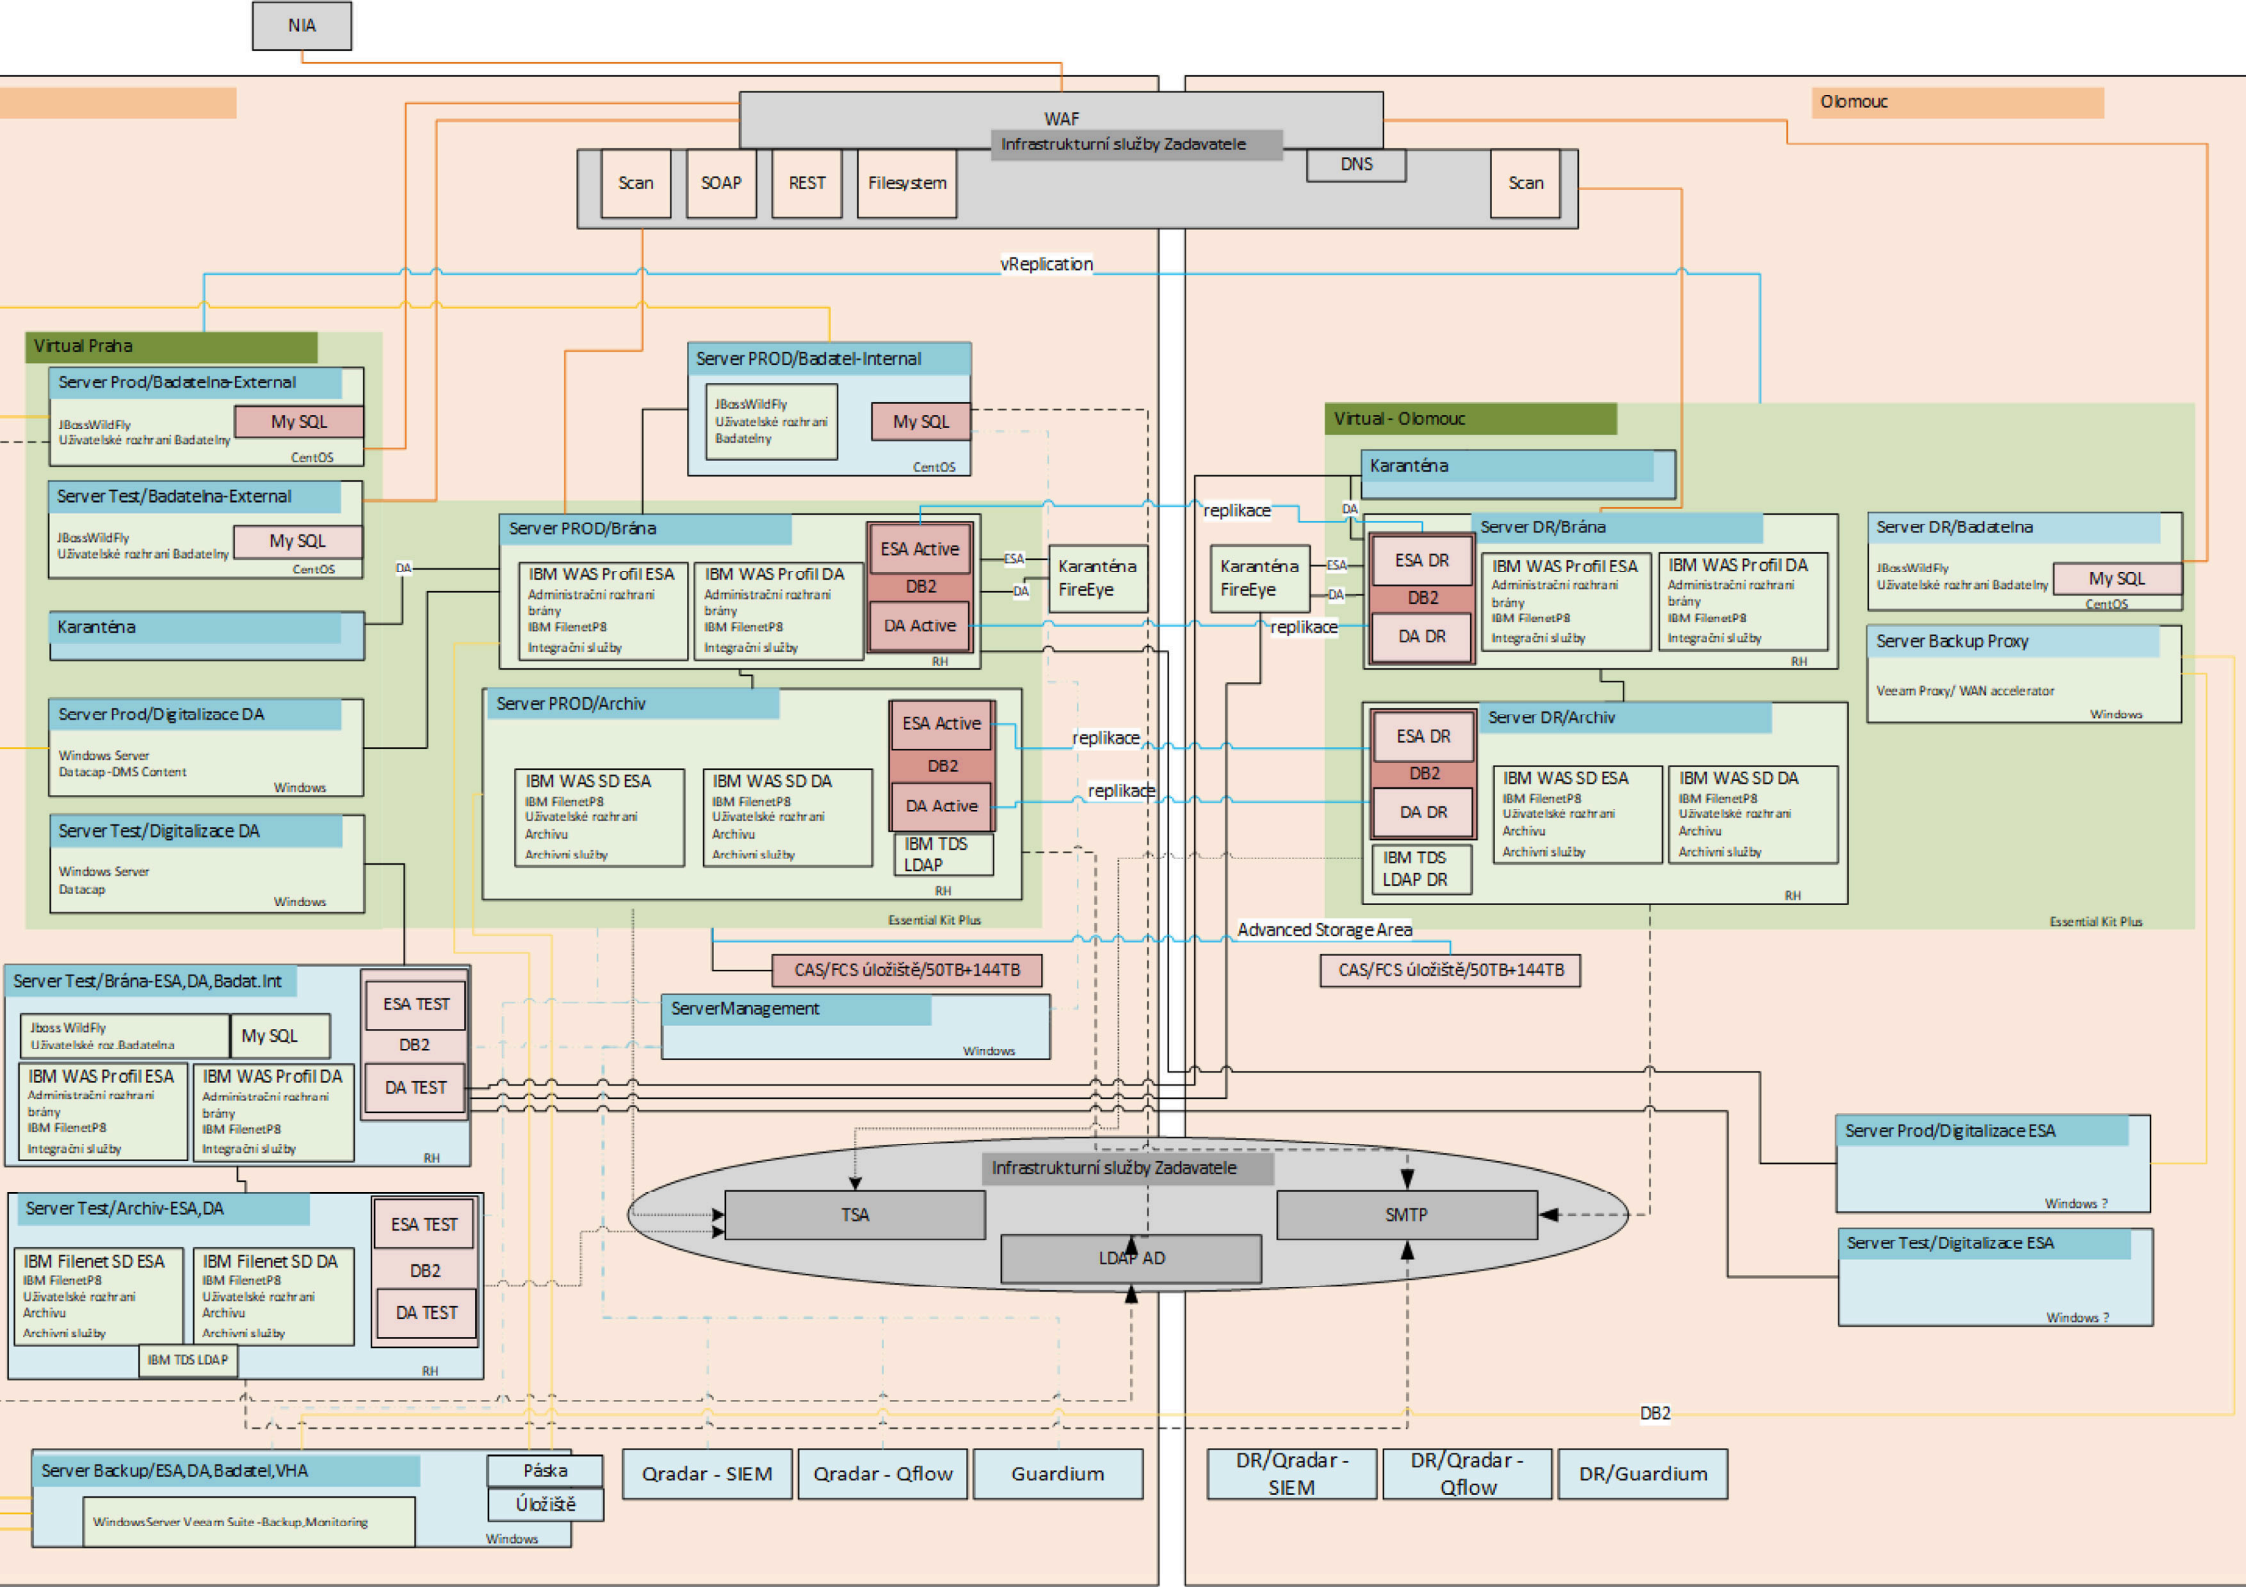 NIA
Olomouc
WAF
Infrastrukturní služby Zadavatele
DNS
Scan
SOAP
REST
Filesystem
Scan
vReplication
Virtual Praha
Server Prod/Badatelna-External
JBossWildFly
Uživatelské rozhraní Badatelny
My SQL
CentOS
Server Test/Badatelna-External
JBossWildFly
Uživatelské rozhraní Badatelny
My SQL
CentOS
Karanténa
DA
Server Prod/Digitalizace DA
Windows Server
Datacap-DMS Content
Windows
Server Test/Digitalizace DA
Windows Server
Datacap
Windows
Server PROD/Badatel-Internal
JBossWildFly
Uživatelské rozhraní
Badatelny
My SQL
CentOS
Server PROD/Brána
IBM WAS Profil ESA
Administrační rozhraní
brány
IBM FilenetP8
Integrační služby
IBM WAS Profil DA
Administrační rozhraní
brány
IBM FilenetP8
Integrační služby
ESA Active
DB2
DA Active
RH
ESA
DA
Karanténa
FireEye
Server PROD/Archiv
IBM WAS SD ESA
IBM FilenetP8
Uživatelské rozhraní
Archivu
Archivní služby
IBM WAS SD DA
IBM FilenetP8
Uživatelské rozhraní
Archivu
Archivní služby
ESA Active
DB2
DA Active
IBM TDS
LDAP
RH
Essential Kit Plus
replikace
replikace
replikace
replikace
Virtual - Olomouc
Karanténa
DA
Karanténa
FireEye
ESA
DA
Server DR/Brána
ESA DR
DB2
DA DR
IBM WAS Profil ESA
Administrační rozhraní
brány
IBM FilenetP8
Integrační služby
IBM WAS Profil DA
Administrační rozhraní
brány
IBM FilenetP8
Integrační služby
RH
Server DR/Badatelna
JBossWildFly
Uživatelské rozhraní Badatelny
My SQL
CentOS
Server Backup Proxy
Veeam Proxy/ WAN accelerator
Windows
Server DR/Archiv
ESA DR
DB2
DA DR
IBM WAS SD ESA
IBM FilenetP8
Uživatelské rozhraní
Archivu
Archivní služby
IBM WAS SD DA
IBM FilenetP8
Uživatelské rozhraní
Archivu
Archivní služby
IBM TDS
LDAP DR
RH
Essential Kit Plus
Advanced Storage Area
CAS/FCS úložiště/50TB+144TB
CAS/FCS úložiště/50TB+144TB
ServerManagement
Windows
Server Test/Brána-ESA,DA,Badat.Int
Jboss WildFly
Uživatelské roz.Badatelna
My SQL
IBM WAS Profil ESA
Administrační rozhraní
brány
IBM FilenetP8
Integrační služby
IBM WAS Profil DA
Administrační rozhraní
brány
IBM FilenetP8
Integrační služby
ESA TEST
DB2
DA TEST
RH
Server Test/Archiv-ESA,DA
IBM Filenet SD ESA
IBM FilenetP8
Uživatelské rozhraní
Archivu
Archivní služby
IBM Filenet SD DA
IBM FilenetP8
Uživatelské rozhraní
Archivu
Archivní služby
ESA TEST
DB2
DA TEST
IBM TDS LDAP
RH
Infrastrukturní služby Zadavatele
TSA
SMTP
LDAP AD
Server Prod/Digitalizace ESA
Windows ?
Server Test/Digitalizace ESA
Windows ?
DB2
Server Backup/ESA,DA,Badatel,VHA
WindowsServer Veeam Suite -Backup,Monitoring
Páska
Úložiště
Windows
Qradar - SIEM
Qradar - Qflow
Guardium
DR/Qradar -
SIEM
DR/Qradar -
Qflow
DR/Guardium